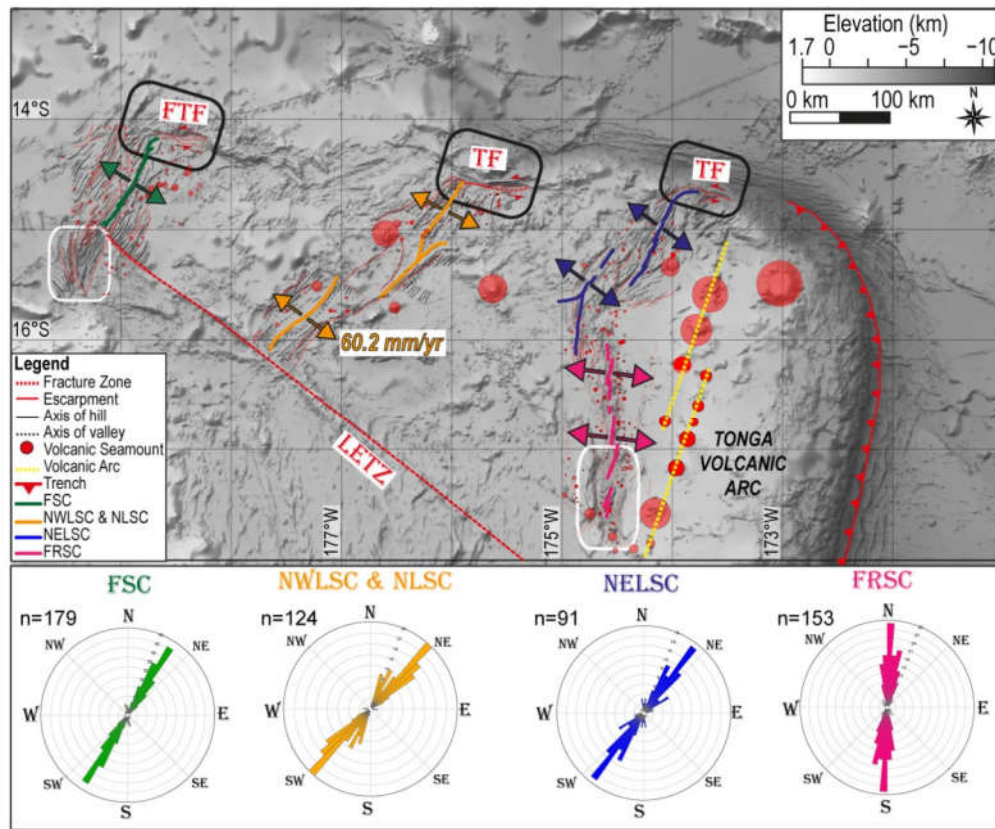 Elevation (km)
1.7 0 −5 −10
0 km 100 km
N
14°S
FTF
TF
TF
16°S
60.2 mm/yr
LETZ
TONGA
VOLCANIC
ARC
177°W
175°W
173°W
Legend
Fracture Zone
Escarpment
Axis of hill
Axis of valley
Volcanic Seamount
Volcanic Arc
Trench
FSC
NWLSC & NLSC
NELSC
FRSC
FSC
n=179
N
NW NE
W E
SW SE
S
NWLSC & NLSC
n=124
N
NW NE
W E
SW SE
S
NELSC
n=91
N
NW NE
W E
SW SE
S
FRSC
n=153
N
NW NE
W E
SW SE
S